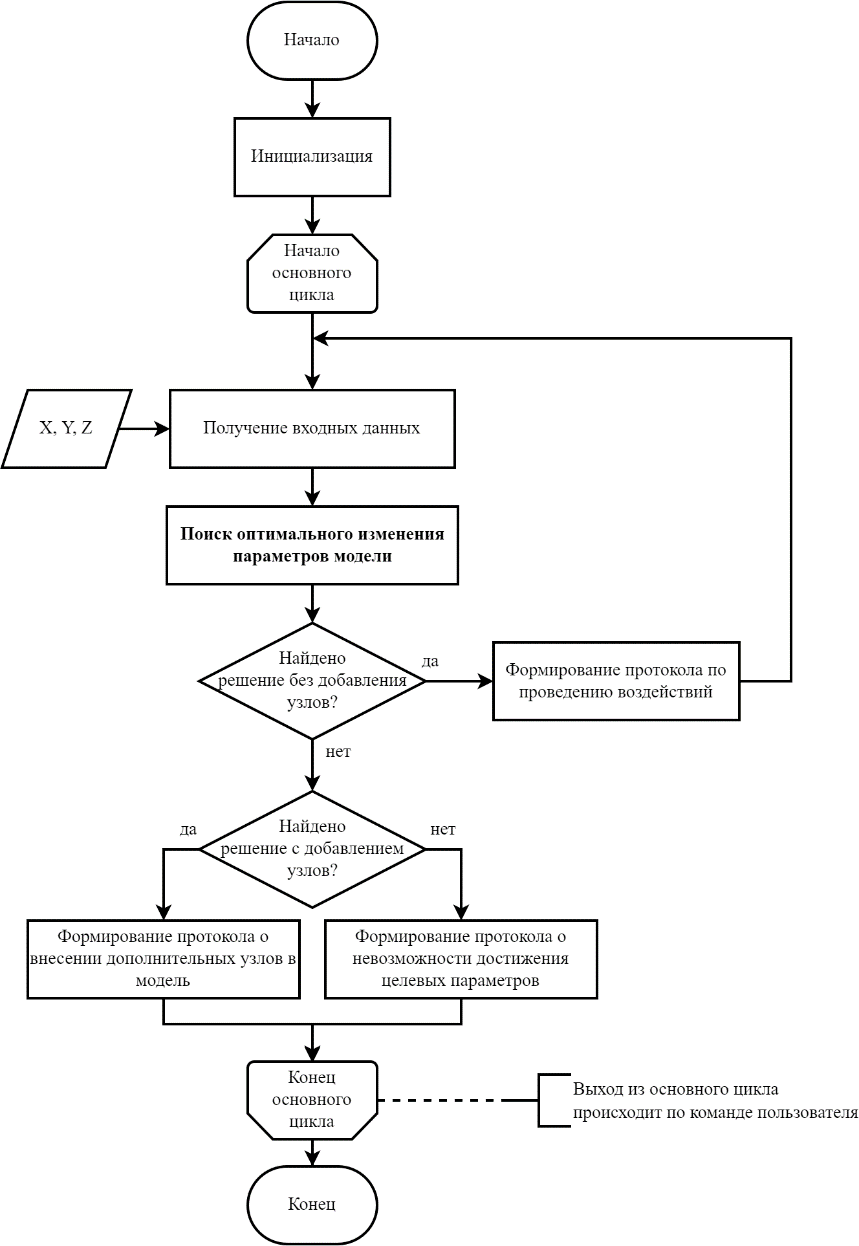 Начало
Инициализация
Начало
основного
цикла
X, Y, Z
Получение входных данных
Поиск оптимального изменения
параметров модели
Найдено
решение без добавления
узлов?
да
Формирование протокола по
проведению воздействий
нет
Найдено
решение с добавлением
узлов?
да
нет
Формирование протокола о
внесении дополнительных узлов в
модель
Формирование протокола о
невозможности достижения
целевых параметров
Конец
основного
цикла
Выход из основного цикла
происходит по команде пользователя
Конец